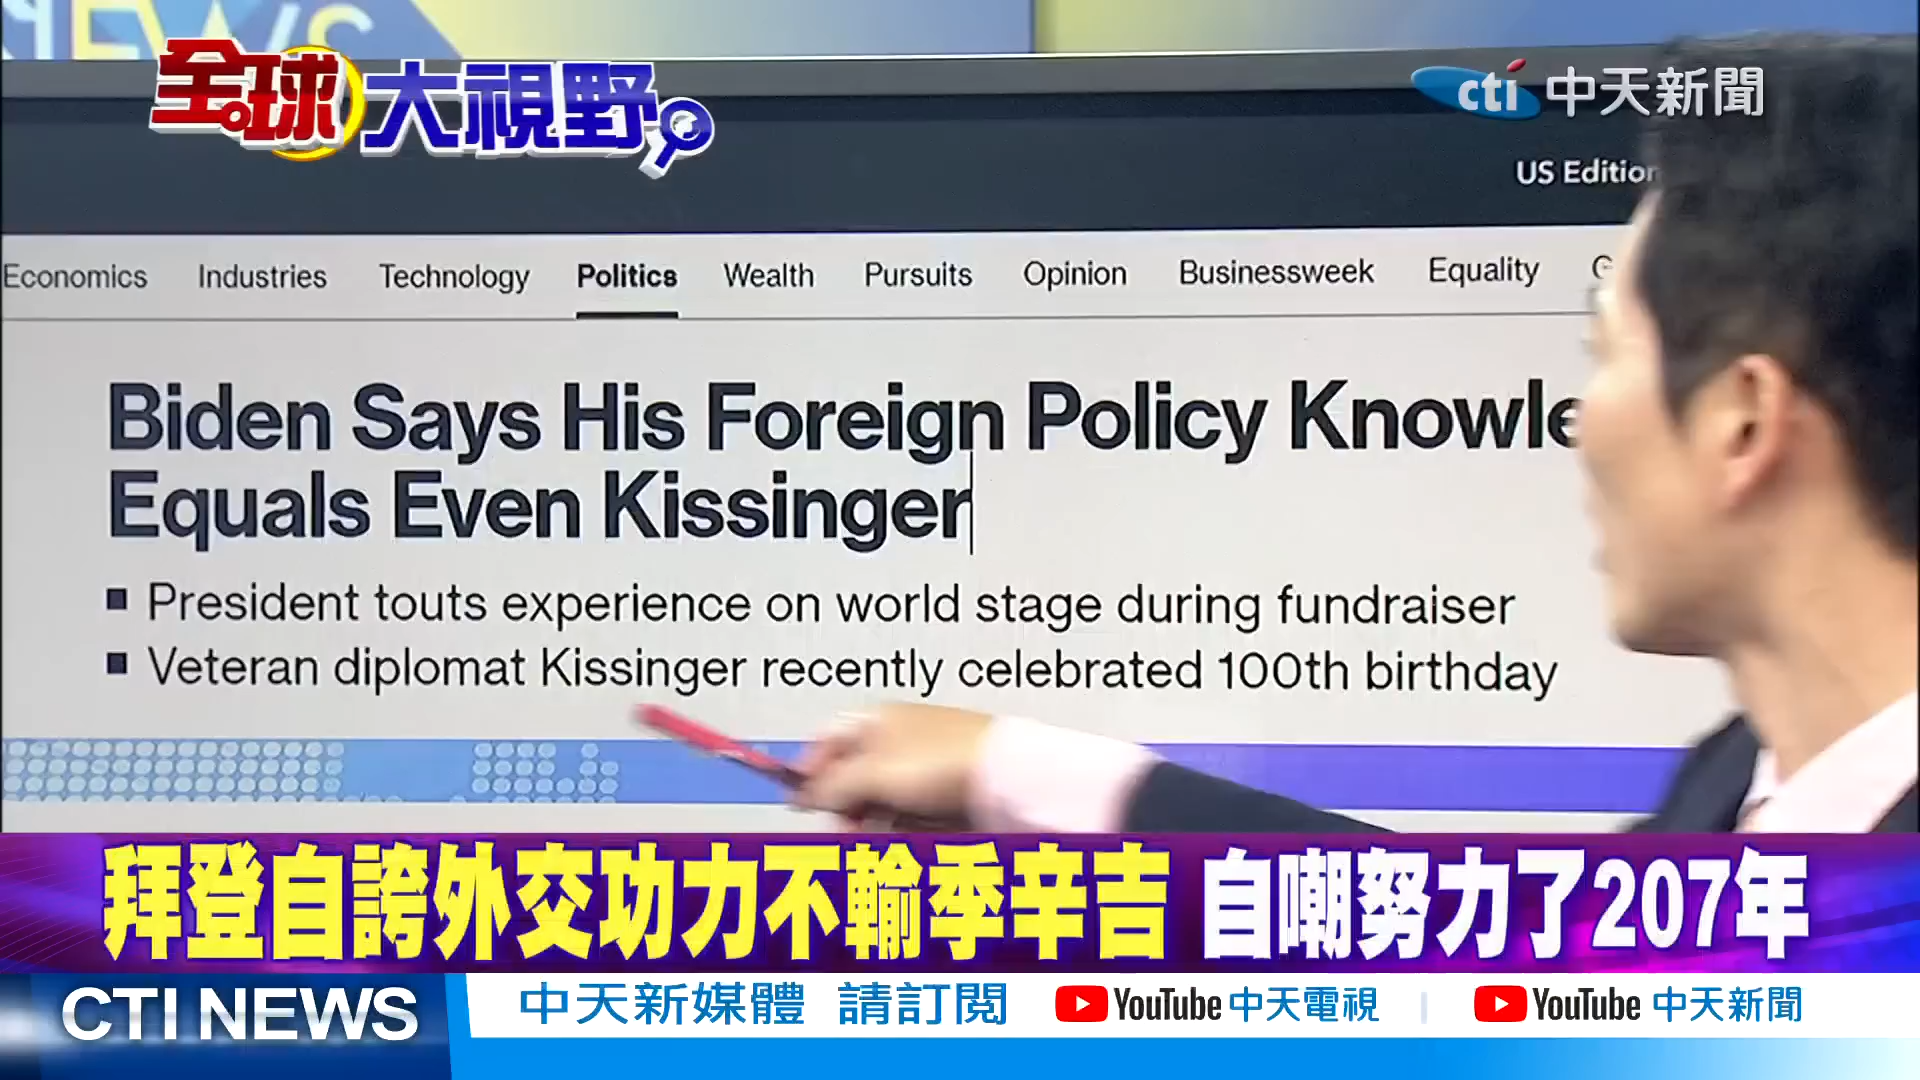 NEWS
全球大視野
cti 中天新聞
US Edition
Economics Industries Technology Politics Wealth Pursuits Opinion Businessweek Equality
Biden Says His Foreign Policy Knowle
Equals Even Kissinger
▪ President touts experience on world stage during fundraiser
▪ Veteran diplomat Kissinger recently celebrated 100th birthday
拜登自誇外交功力不輸季辛吉 自嘲努力了207年
CTI NEWS
中天新媒體 請訂閱 YouTube 中天電視 | YouTube 中天新聞